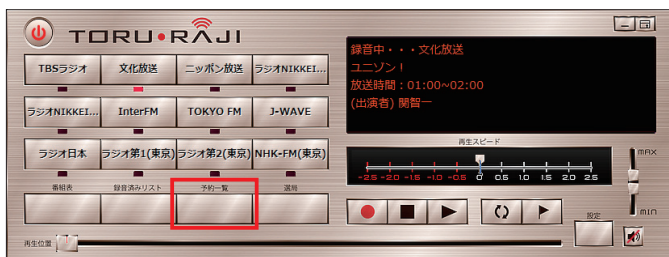 TORU・RAJI
録音中・・・文化放送
ユニゾン！
放送時間：01:00~02:00
(出演者) 関智一
TBSラジオ
文化放送
ニッポン放送
ラジオNIKKEI...
ラジオNIKKEI...
InterFM
TOKYO FM
J-WAVE
ラジオ日本
ラジオ第1(東京)
ラジオ第2(東京)
NHK-FM(東京)
再生スピード
-2.5 -2.0 -1.5 -1.0 -0.5 0 0.5 1.0 1.5 2.0 2.5
MAX
MIN
番組表
録音済みリスト
予約一覧
選局
設定
再生位置